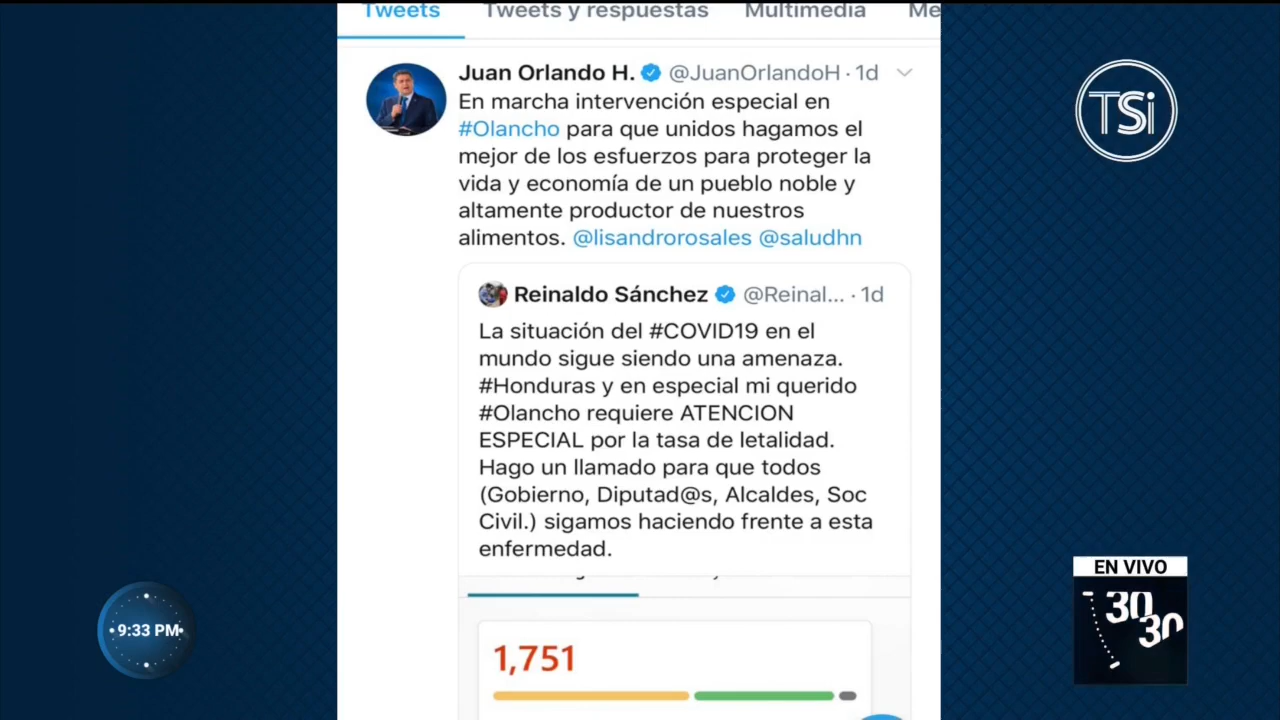 Tweets Tweets y respuestas Multimedia Me
Juan Orlando H. @JuanOrlandoH · 1d
En marcha intervención especial en
#Olancho para que unidos hagamos el
mejor de los esfuerzos para proteger la
vida y economía de un pueblo noble y
altamente productor de nuestros
alimentos. @lisandrorosales @saludhn
Reinaldo Sánchez @Reinal... · 1d
La situación del #COVID19 en el
mundo sigue siendo una amenaza.
#Honduras y en especial mi querido
#Olancho requiere ATENCION
ESPECIAL por la tasa de letalidad.
Hago un llamado para que todos
(Gobierno, Diputad@s, Alcaldes, Soc
Civil.) sigamos haciendo frente a esta
enfermedad.
1,751
TSi
9:33 PM
EN VIVO
30
30